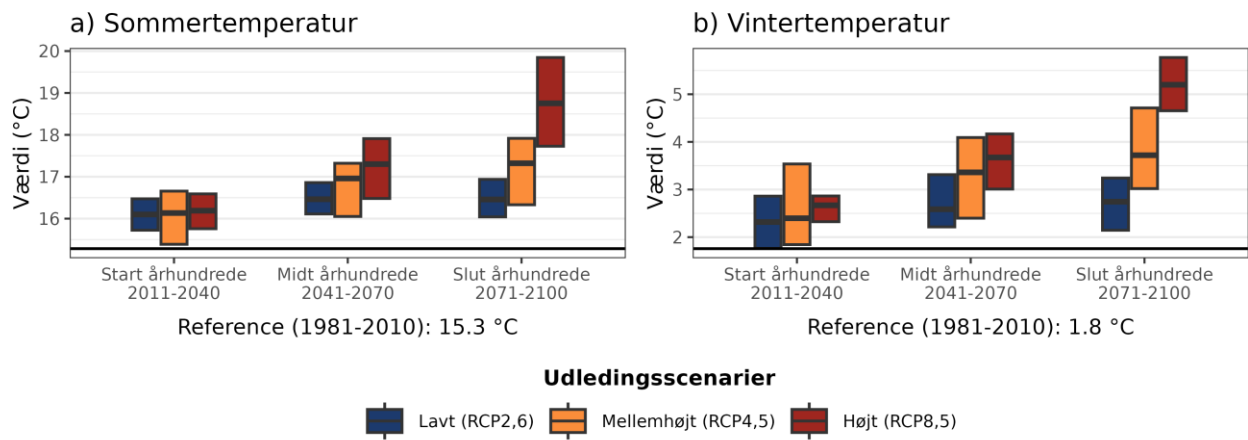 a) Sommertemperatur
Værdi (°C)
20
19
18
17
16
Start århundrede
2011-2040
Midt århundrede
2041-2070
Slut århundrede
2071-2100
Reference (1981-2010): 15.3 °C
b) Vintertemperatur
Værdi (°C)
5
4
3
2
Start århundrede
2011-2040
Midt århundrede
2041-2070
Slut århundrede
2071-2100
Reference (1981-2010): 1.8 °C
Udledingsscenarier
Lavt (RCP2,6)
Mellemhøjt (RCP4,5)
Højt (RCP8,5)